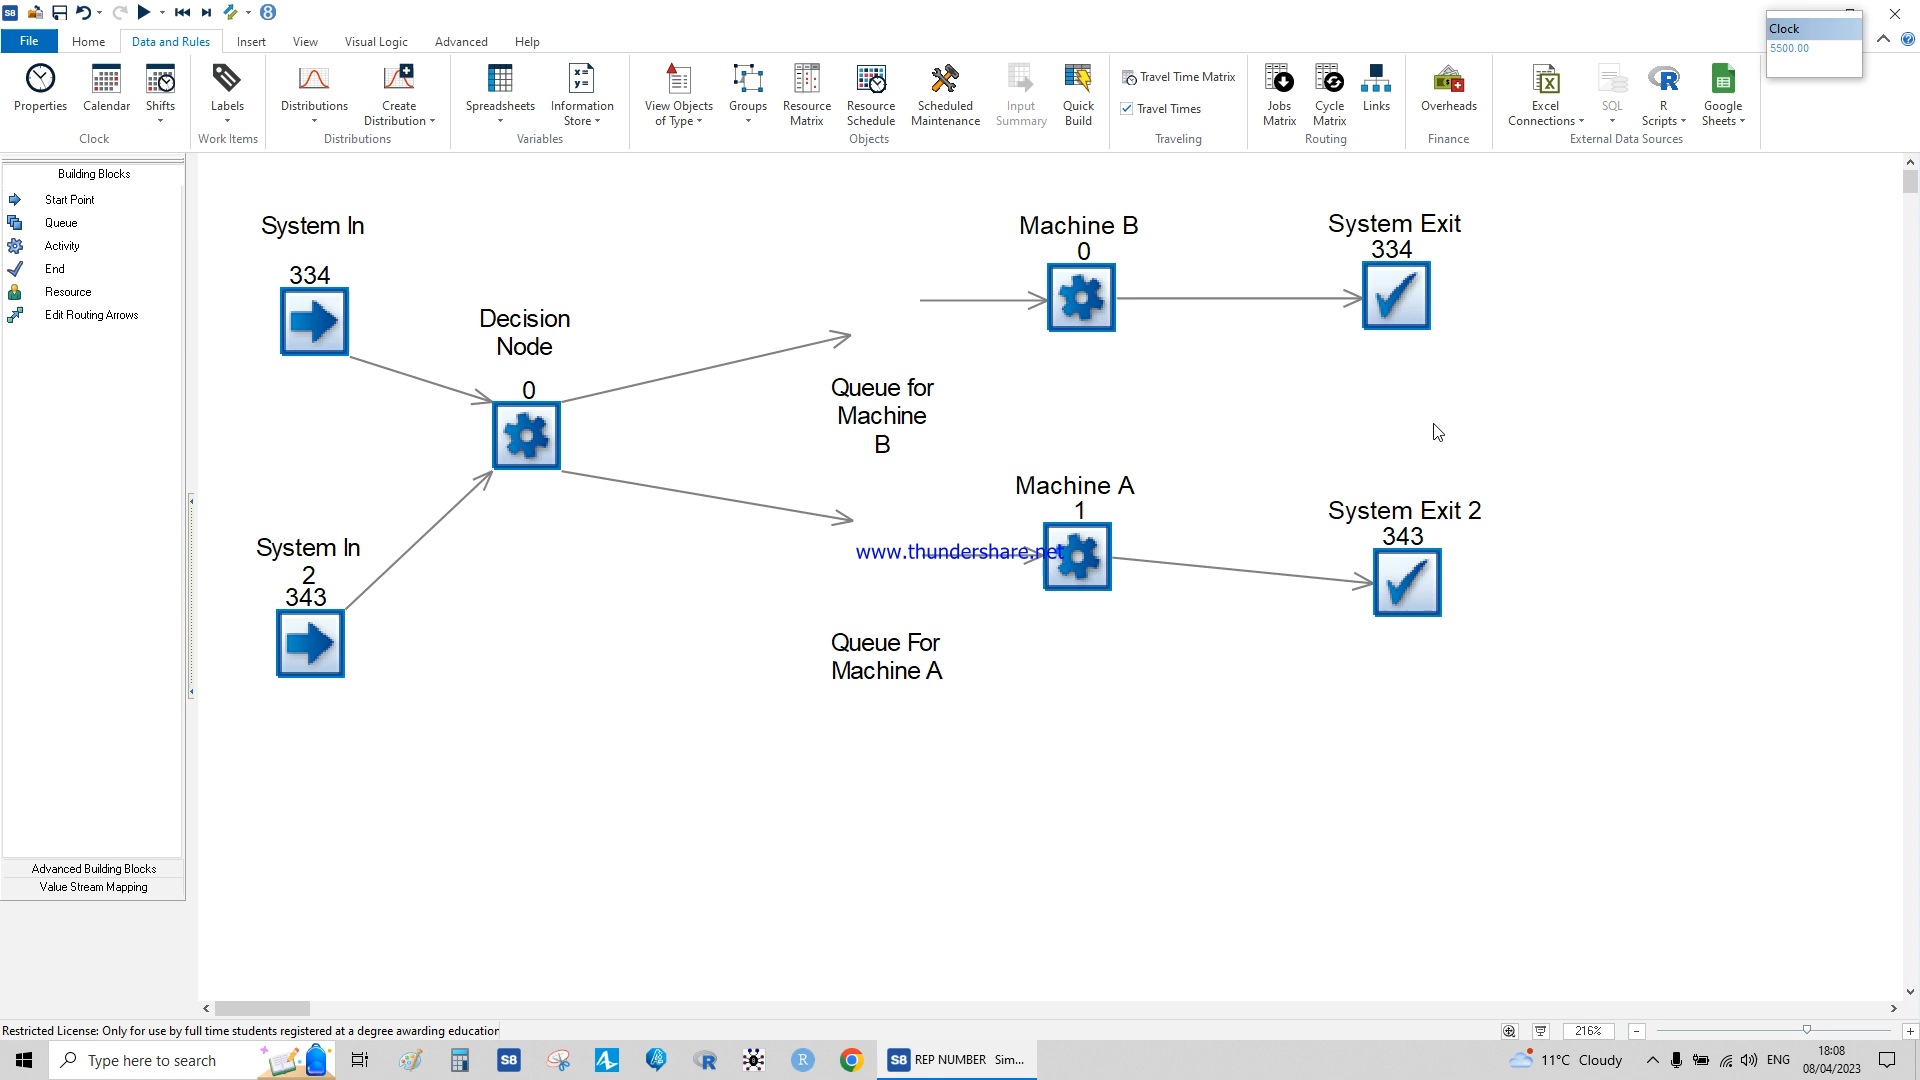 S8
File
Home
Data and Rules
Insert
View
Visual Logic
Advanced
Help
Clock
5500.00
Properties
Calendar
Shifts
Labels
Distributions
Create
Distribution
Spreadsheets
Information
Store
View Objects
of Type
Groups
Resource
Matrix
Resource
Schedule
Scheduled
Maintenance
Input
Summary
Quick
Build
Travel Time Matrix
Travel Times
Jobs
Matrix
Cycle
Matrix
Links
Overheads
Excel
Connections
SQL
R
Scripts
Google
Sheets
Clock
Work Items
Distributions
Variables
Objects
Traveling
Routing
Finance
External Data Sources
Building Blocks
Start Point
Queue
Activity
End
Resource
Edit Routing Arrows
Advanced Building Blocks
Value Stream Mapping
System In
334
Decision
Node
0
System In
2
343
Queue for
Machine
B
Machine B
0
System Exit
334
Machine A
1
www.thundershare.net
System Exit 2
343
Queue For
Machine A
Restricted License: Only for use by full time students registered at a degree awarding education
216%
Type here to search
S8
R
S8 REP NUMBER Sim...
11°C Cloudy
ENG
18:08
08/04/2023